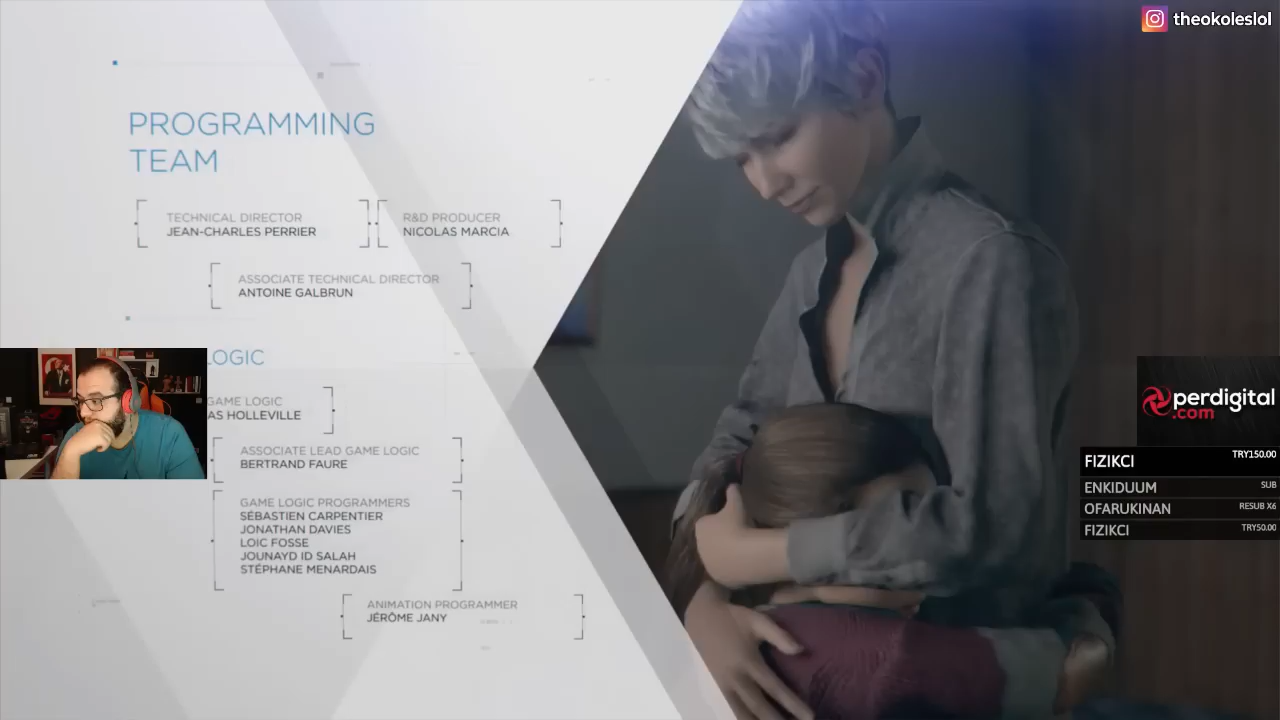 theokoleslol
PROGRAMMING
TEAM
TECHNICAL DIRECTOR
JEAN-CHARLES PERRIER
R&D PRODUCER
NICOLAS MARCIA
ASSOCIATE TECHNICAL DIRECTOR
ANTOINE GALBRUN
LOGIC
GAME LOGIC
AS HOLLEVILLE
ASSOCIATE LEAD GAME LOGIC
BERTRAND FAURE
GAME LOGIC PROGRAMMERS
SÉBASTIEN CARPENTIER
JONATHAN DAVIES
LOIC FOSSE
JOUNAYD ID SALAH
STÉPHANE MENARDAIS
ANIMATION PROGRAMMER
JÉRÔME JANY
perdigital
.com
FIZIKCI TRY150.00
ENKIDUUM SUB
OFARUKINAN RESUB X6
FIZIKCI TRY50.00